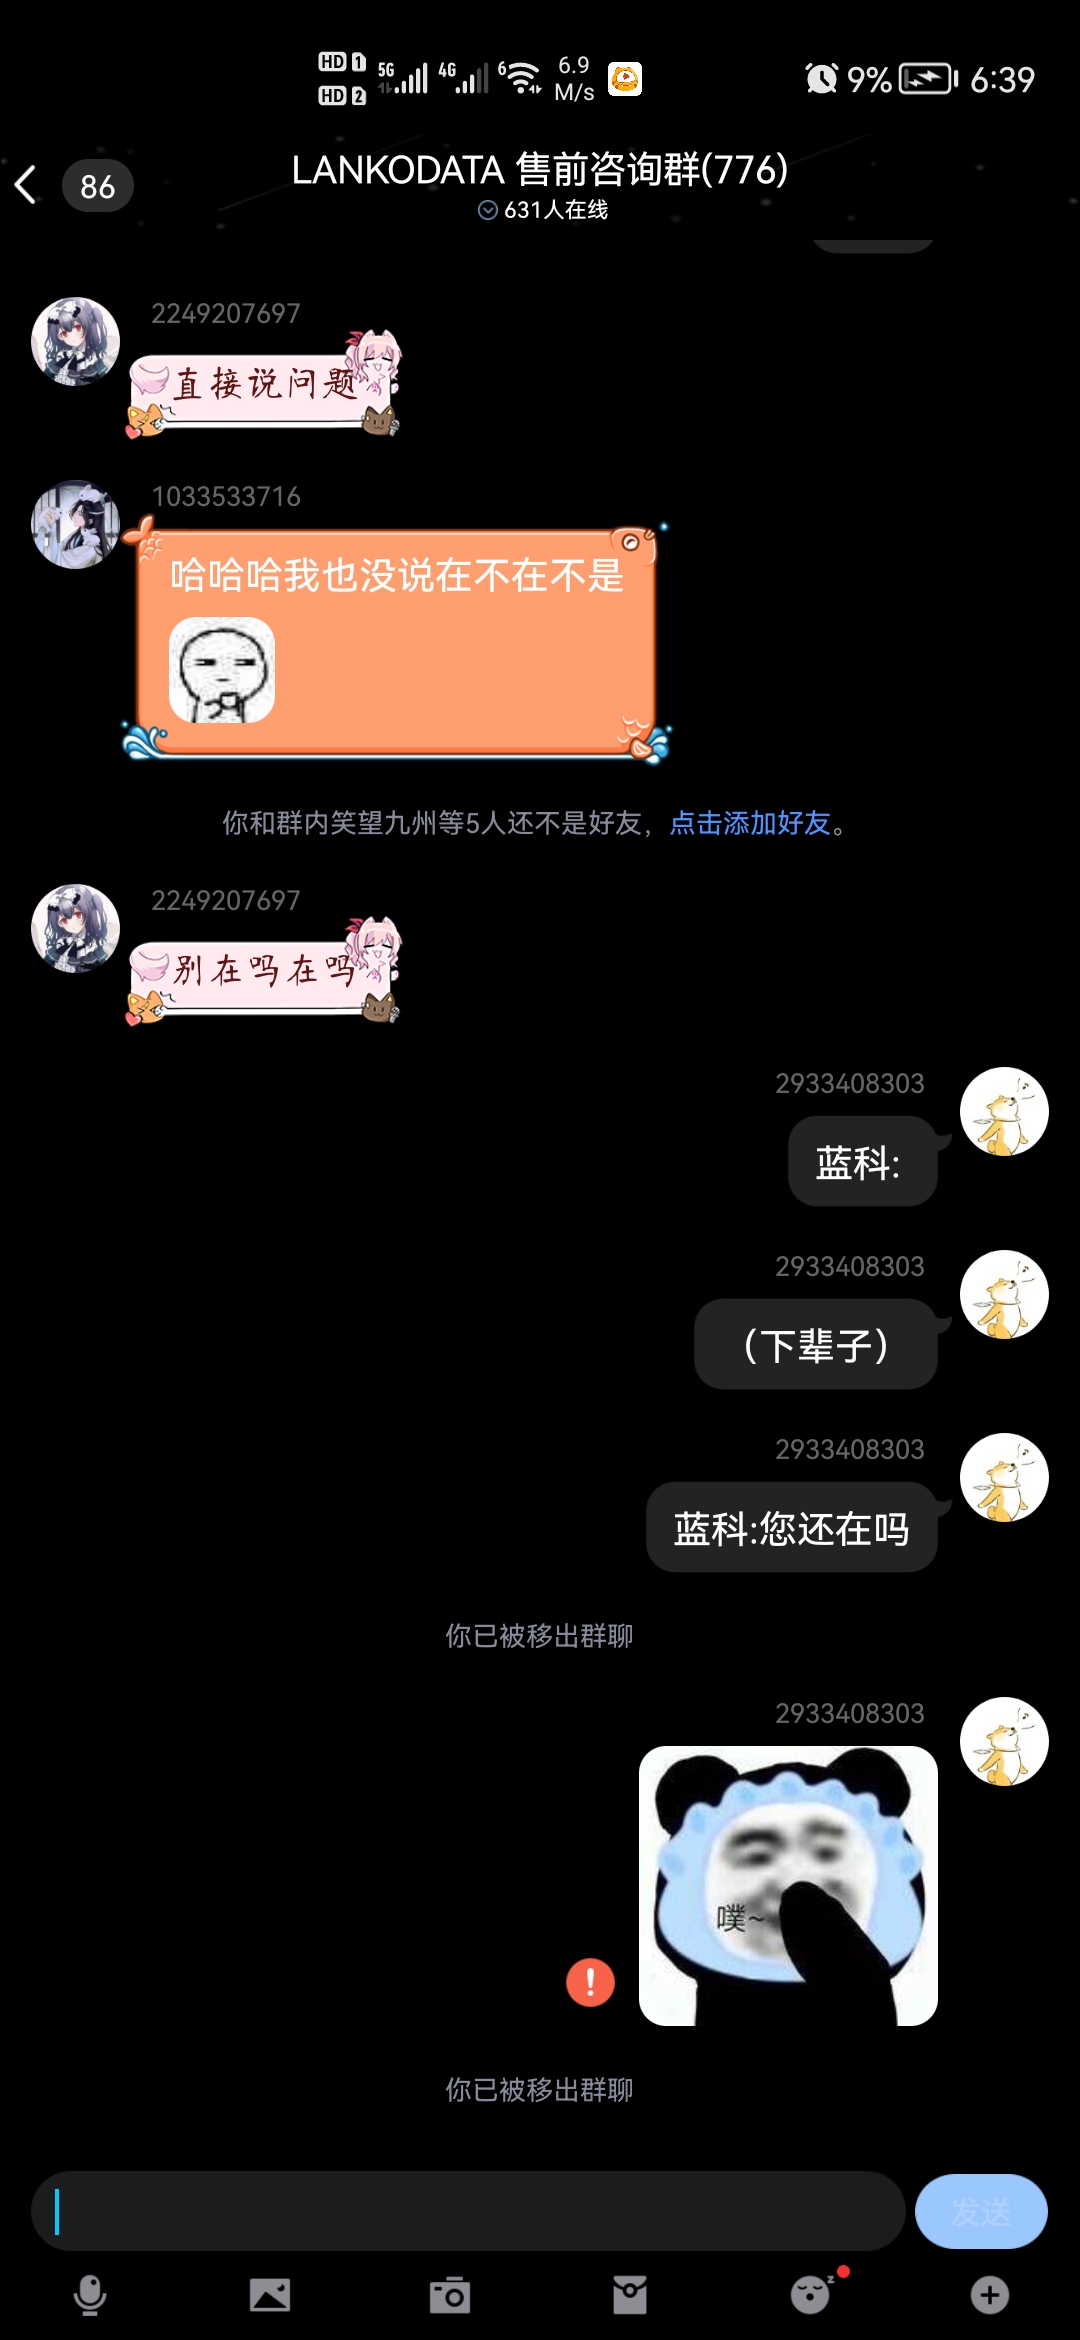 HD 1
HD 2
5G
4G
6
6.9
M/s
9%
6:39
86
LANKODATA 售前咨询群(776)
631人在线
2249207697
直接说问题
1033533716
哈哈哈我也没说在不在不是
你和群内笑望九州等5人还不是好友，点击添加好友。
2249207697
别在吗在吗
2933408303
蓝科:
2933408303
（下辈子）
2933408303
蓝科:您还在吗
你已被移出群聊
2933408303
噗~
!
你已被移出群聊
发送